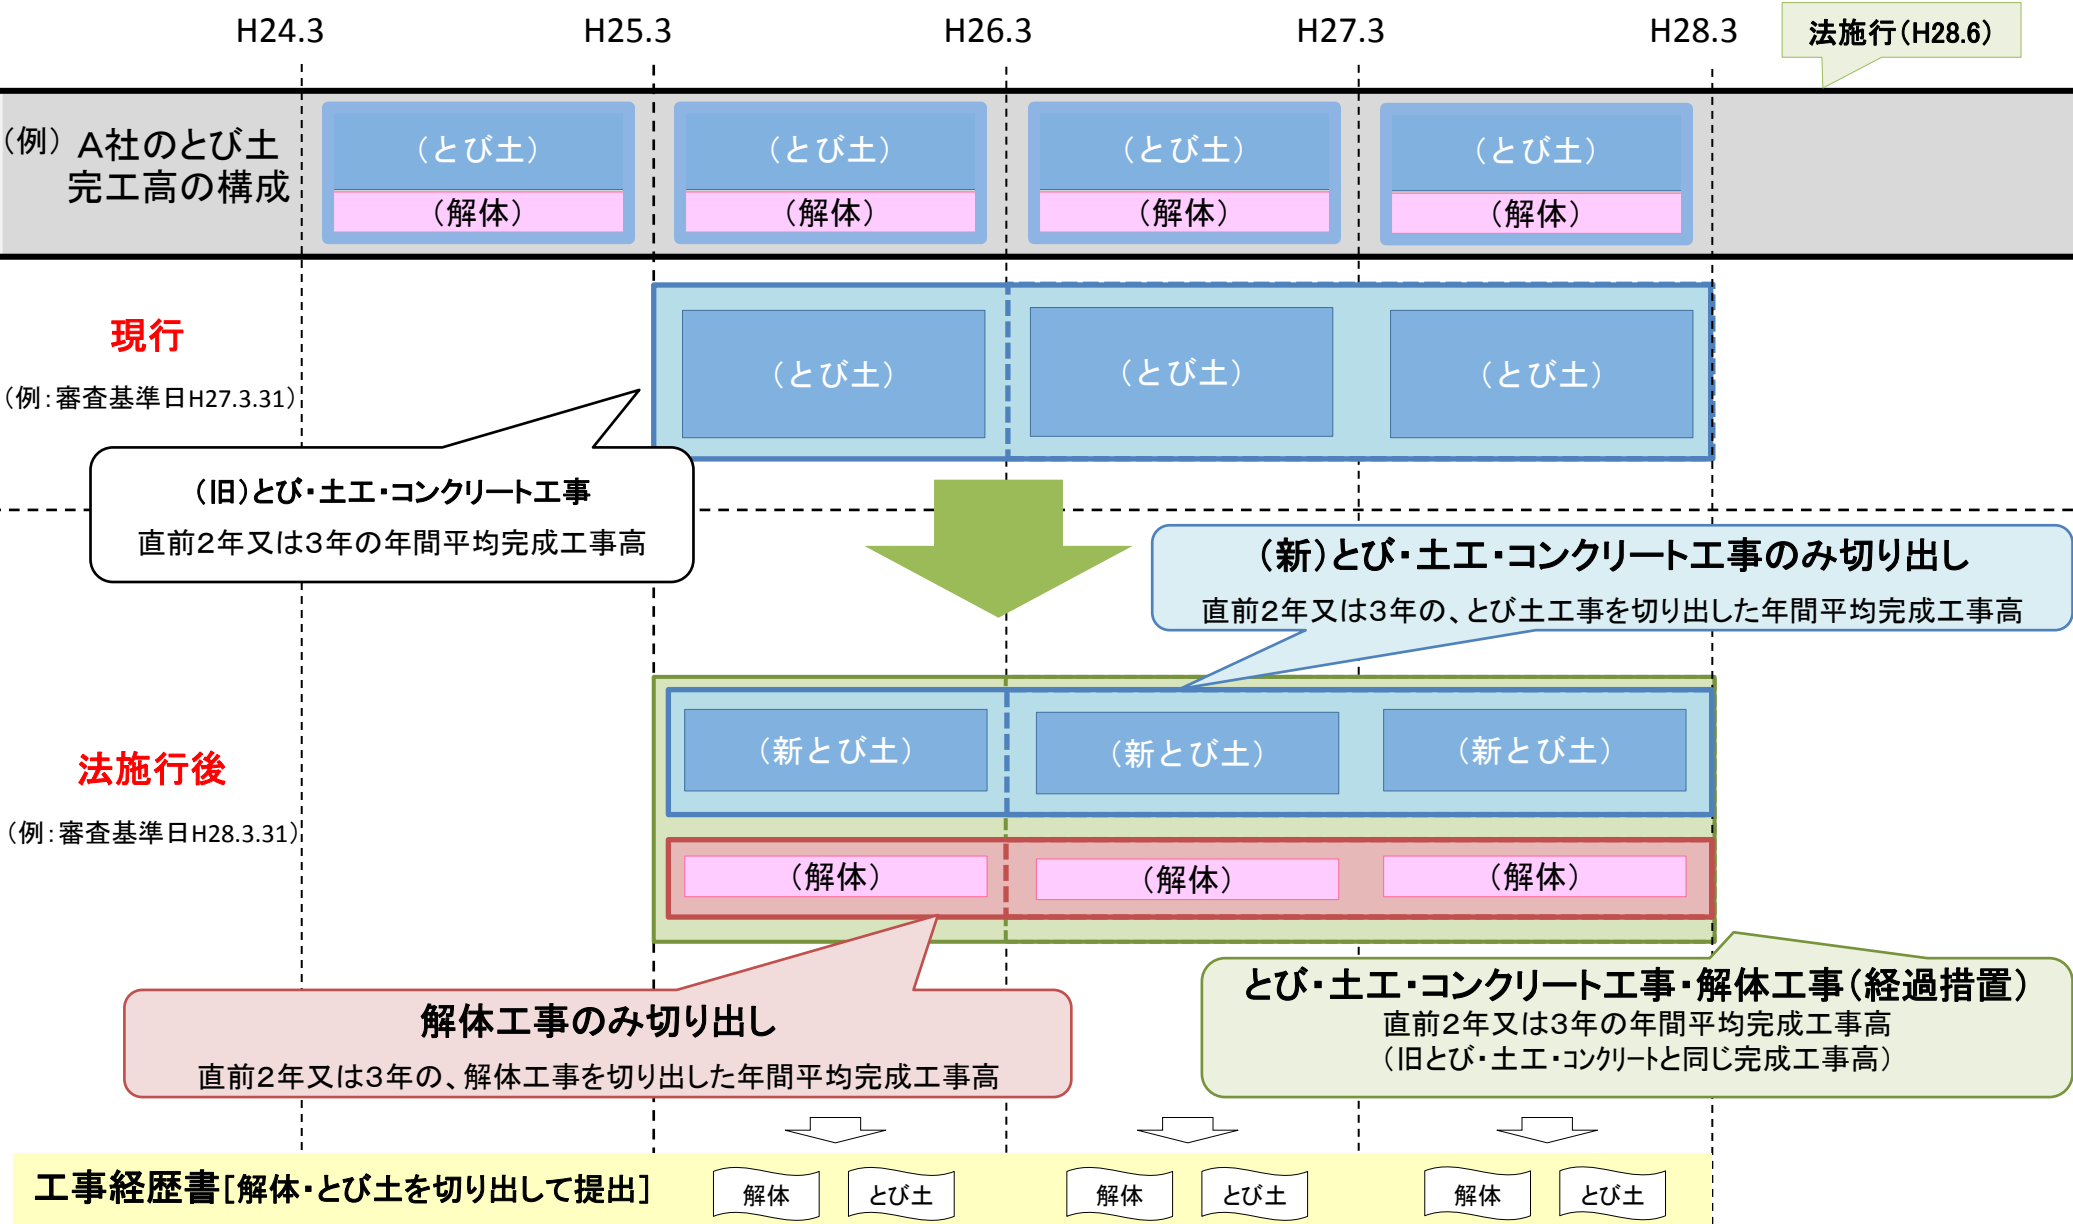 H24.3
H25.3
H26.3
H27.3
H28.3
法施行（H28.6）
（例）A社のとび土
完工高の構成
（とび土）
（とび土）
（とび土）
（とび土）
（解体）
（解体）
（解体）
（解体）
現行
（例：審査基準日H27.3.31）
（とび土）
（とび土）
（とび土）
（旧）とび・土工・コンクリート工事
直前２年又は３年の年間平均完成工事高
（新）とび・土工・コンクリート工事のみ切り出し
直前２年又は３年の、とび土工事を切り出した年間平均完成工事高
法施行後
（例：審査基準日H28.3.31）
（新とび土）
（新とび土）
（新とび土）
（解体）
（解体）
（解体）
解体工事のみ切り出し
直前２年又は３年の、解体工事を切り出した年間平均完成工事高
とび・土工・コンクリート工事・解体工事（経過措置）
直前２年又は３年の年間平均完成工事高
（旧とび・土工・コンクリートと同じ完成工事高）
工事経歴書[解体・とび土を切り出して提出]
解体
とび土
解体
とび土
解体
とび土